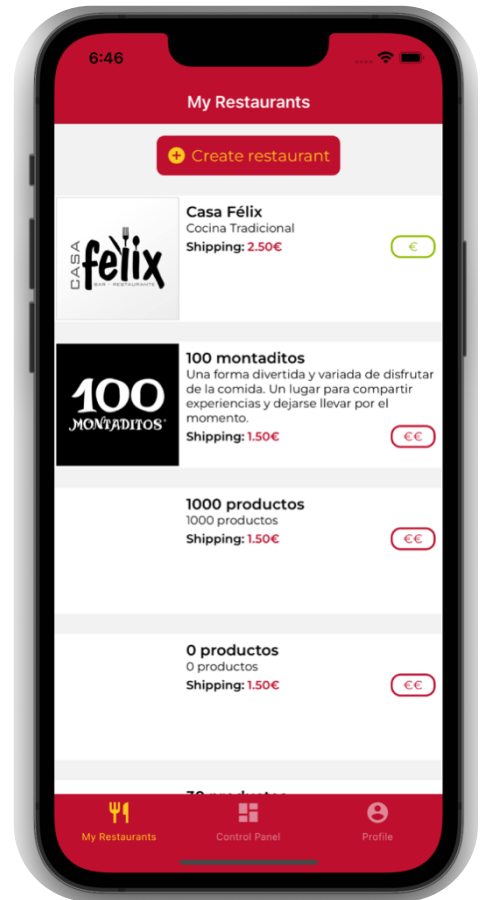 6:46
My Restaurants
Create restaurant
CASA
felix
BAR - RESTAURANTE
Casa Félix
Cocina Tradicional
Shipping: 2.50€
€
100
MONTADITOS
100 montaditos
Una forma divertida y variada de disfrutar
de la comida. Un lugar para compartir
experiencias y dejarse llevar por el
momento.
Shipping: 1.50€
€€
1000 productos
1000 productos
Shipping: 1.50€
€€
0 productos
0 productos
Shipping: 1.50€
€€
My Restaurants
Control Panel
Profile